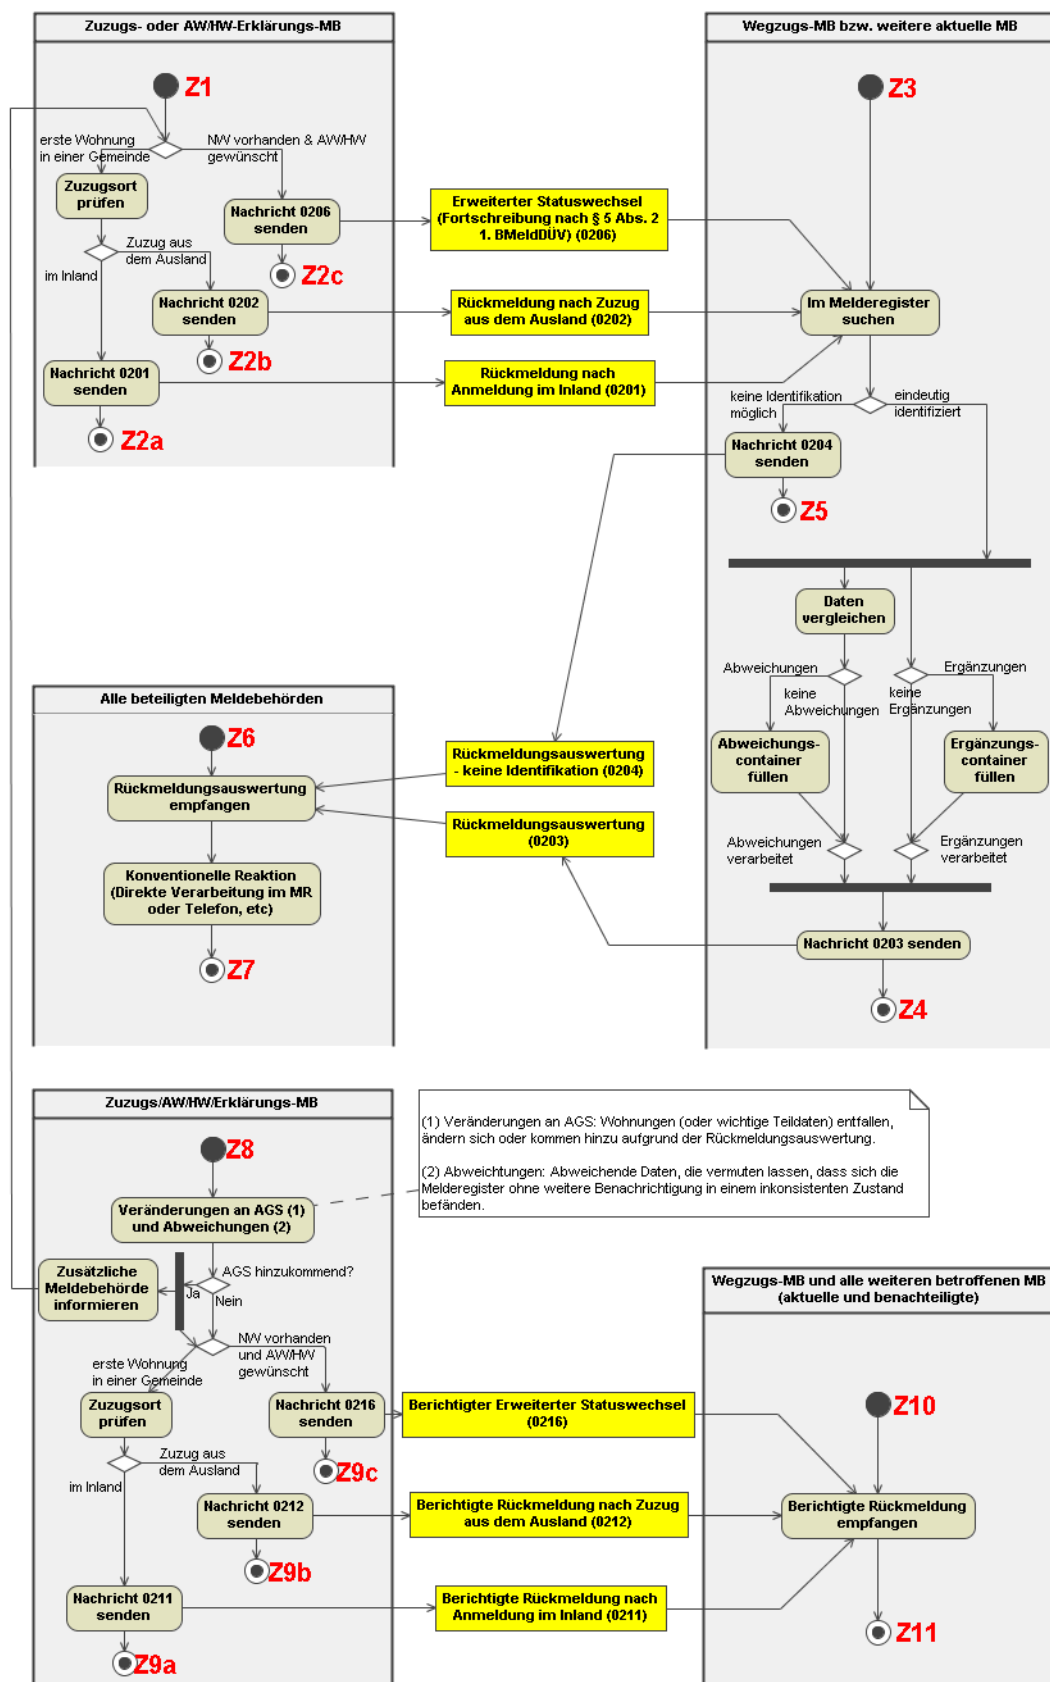 Zuzugs- oder AW/HW-Erklärungs-MB
Z1
erste Wohnung
in einer Gemeinde
NW vorhanden & AW/HW
gewünscht
Zuzugsort
prüfen
Nachricht 0206
senden
Z2c
im Inland
Zuzug aus
dem Ausland
Nachricht 0202
senden
Z2b
Nachricht 0201
senden
Z2a
Erweiterter Statuswechsel
(Fortschreibung nach § 5 Abs. 2
1. BMeldDÜV) (0206)
Rückmeldung nach Zuzug
aus dem Ausland (0202)
Rückmeldung nach
Anmeldung im Inland (0201)
Wegzugs-MB bzw. weitere aktuelle MB
Z3
Im Melderegister
suchen
keine Identifikation
möglich
eindeutig
identifiziert
Nachricht 0204
senden
Z5
Daten
vergleichen
Abweichungen
keine
Abweichungen
Ergänzungen
keine
Ergänzungen
Abweichungs-
container
füllen
Ergänzungs-
container
füllen
Abweichungen
verarbeitet
Ergänzungen
verarbeitet
Nachricht 0203 senden
Z4
Alle beteiligten Meldebehörden
Z6
Rückmeldungsauswertung
empfangen
Konventionelle Reaktion
(Direkte Verarbeitung im MR
oder Telefon, etc)
Z7
Rückmeldungsauswertung
- keine Identifikation (0204)
Rückmeldungsauswertung
(0203)
Zuzugs/AW/HW/Erklärungs-MB
Z8
Veränderungen an AGS (1)
und Abweichungen (2)
(1) Veränderungen an AGS: Wohnungen (oder wichtige Teildaten) entfallen,
ändern sich oder kommen hinzu aufgrund der Rückmeldungsauswertung.
(2) Abweichtungen: Abweichende Daten, die vermuten lassen, dass sich die
Melderegister ohne weitere Benachrichtigung in einem inkonsistenten Zustand
befänden.
Zusätzliche
Meldebehörde
informieren
AGS hinzukommend?
Ja
Nein
NW vorhanden
und AW/HW
gewünscht
erste Wohnung
in einer Gemeinde
Zuzugsort
prüfen
Nachricht 0216
senden
Z9c
im Inland
Zuzug aus
dem Ausland
Nachricht 0212
senden
Z9b
Nachricht 0211
senden
Z9a
Berichtigter Erweiterter Statuswechsel
(0216)
Berichtigte Rückmeldung nach Zuzug
aus dem Ausland (0212)
Berichtigte Rückmeldung nach
Anmeldung im Inland (0211)
Wegzugs-MB und alle weiteren betroffenen MB
(aktuelle und benachteiligte)
Z10
Berichtigte Rückmeldung
empfangen
Z11